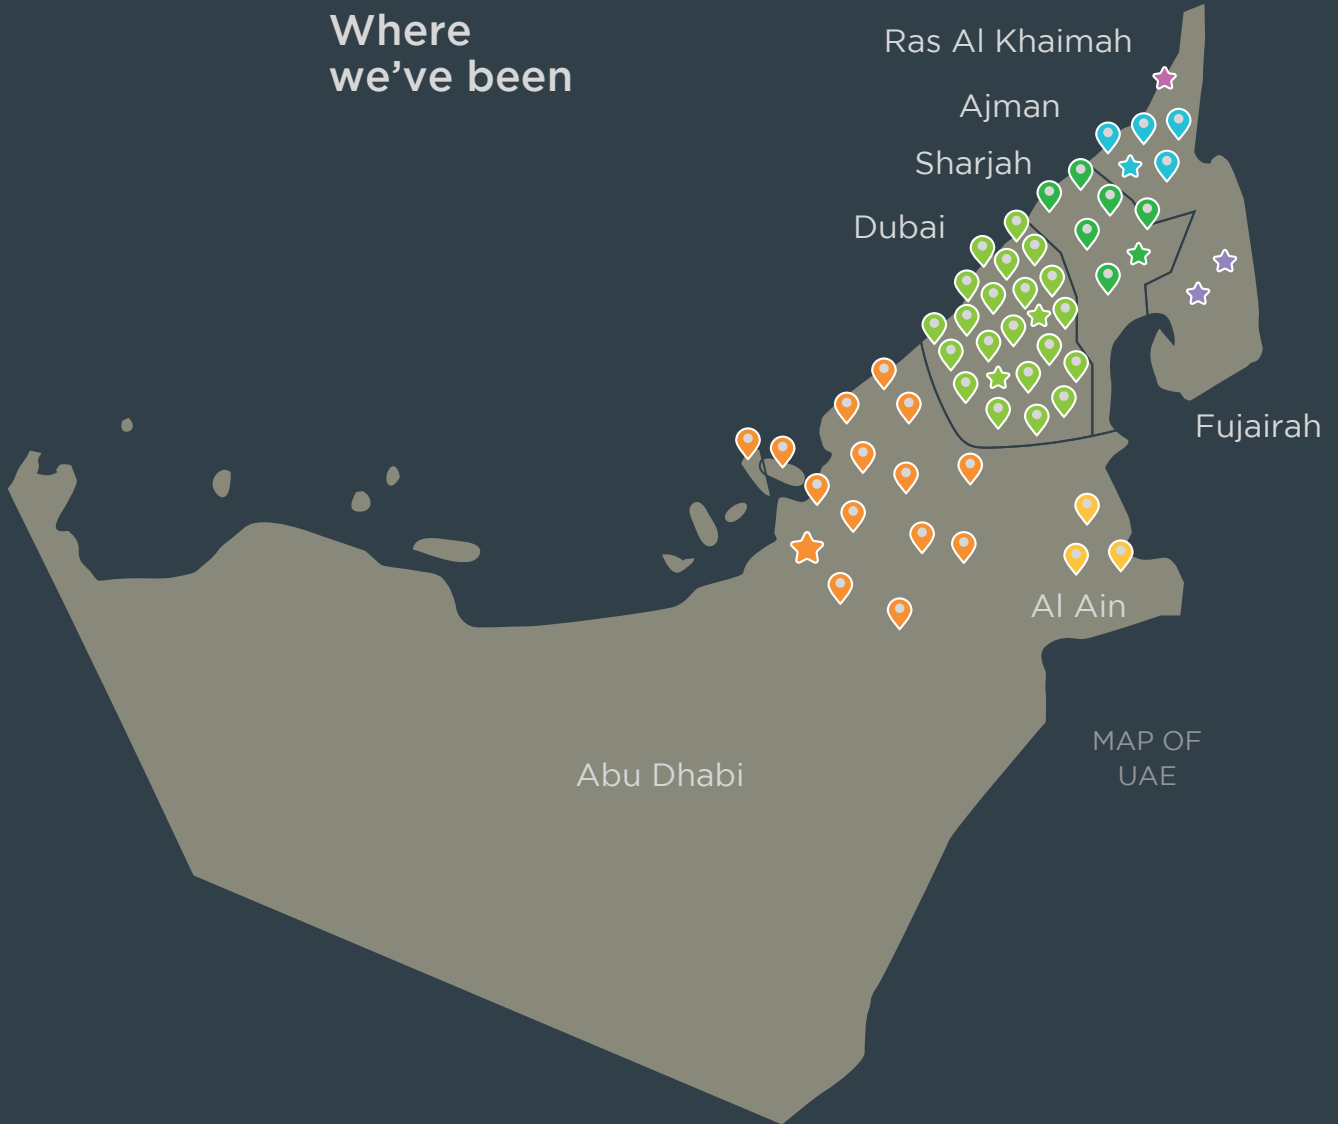 Where
we’ve been
Ras Al Khaimah
Ajman
Sharjah
Dubai
Fujairah
Al Ain
MAP OF
UAE
Abu Dhabi